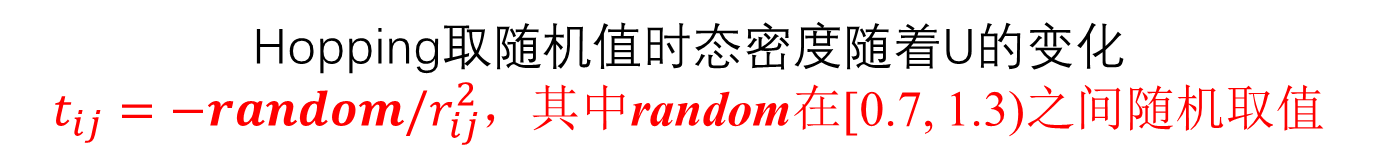 Hopping取随机值时态密度随着U的变化
t_{ij} = −random/r_{ij}^{2}，其中random在[0.7, 1.3)之间随机取值